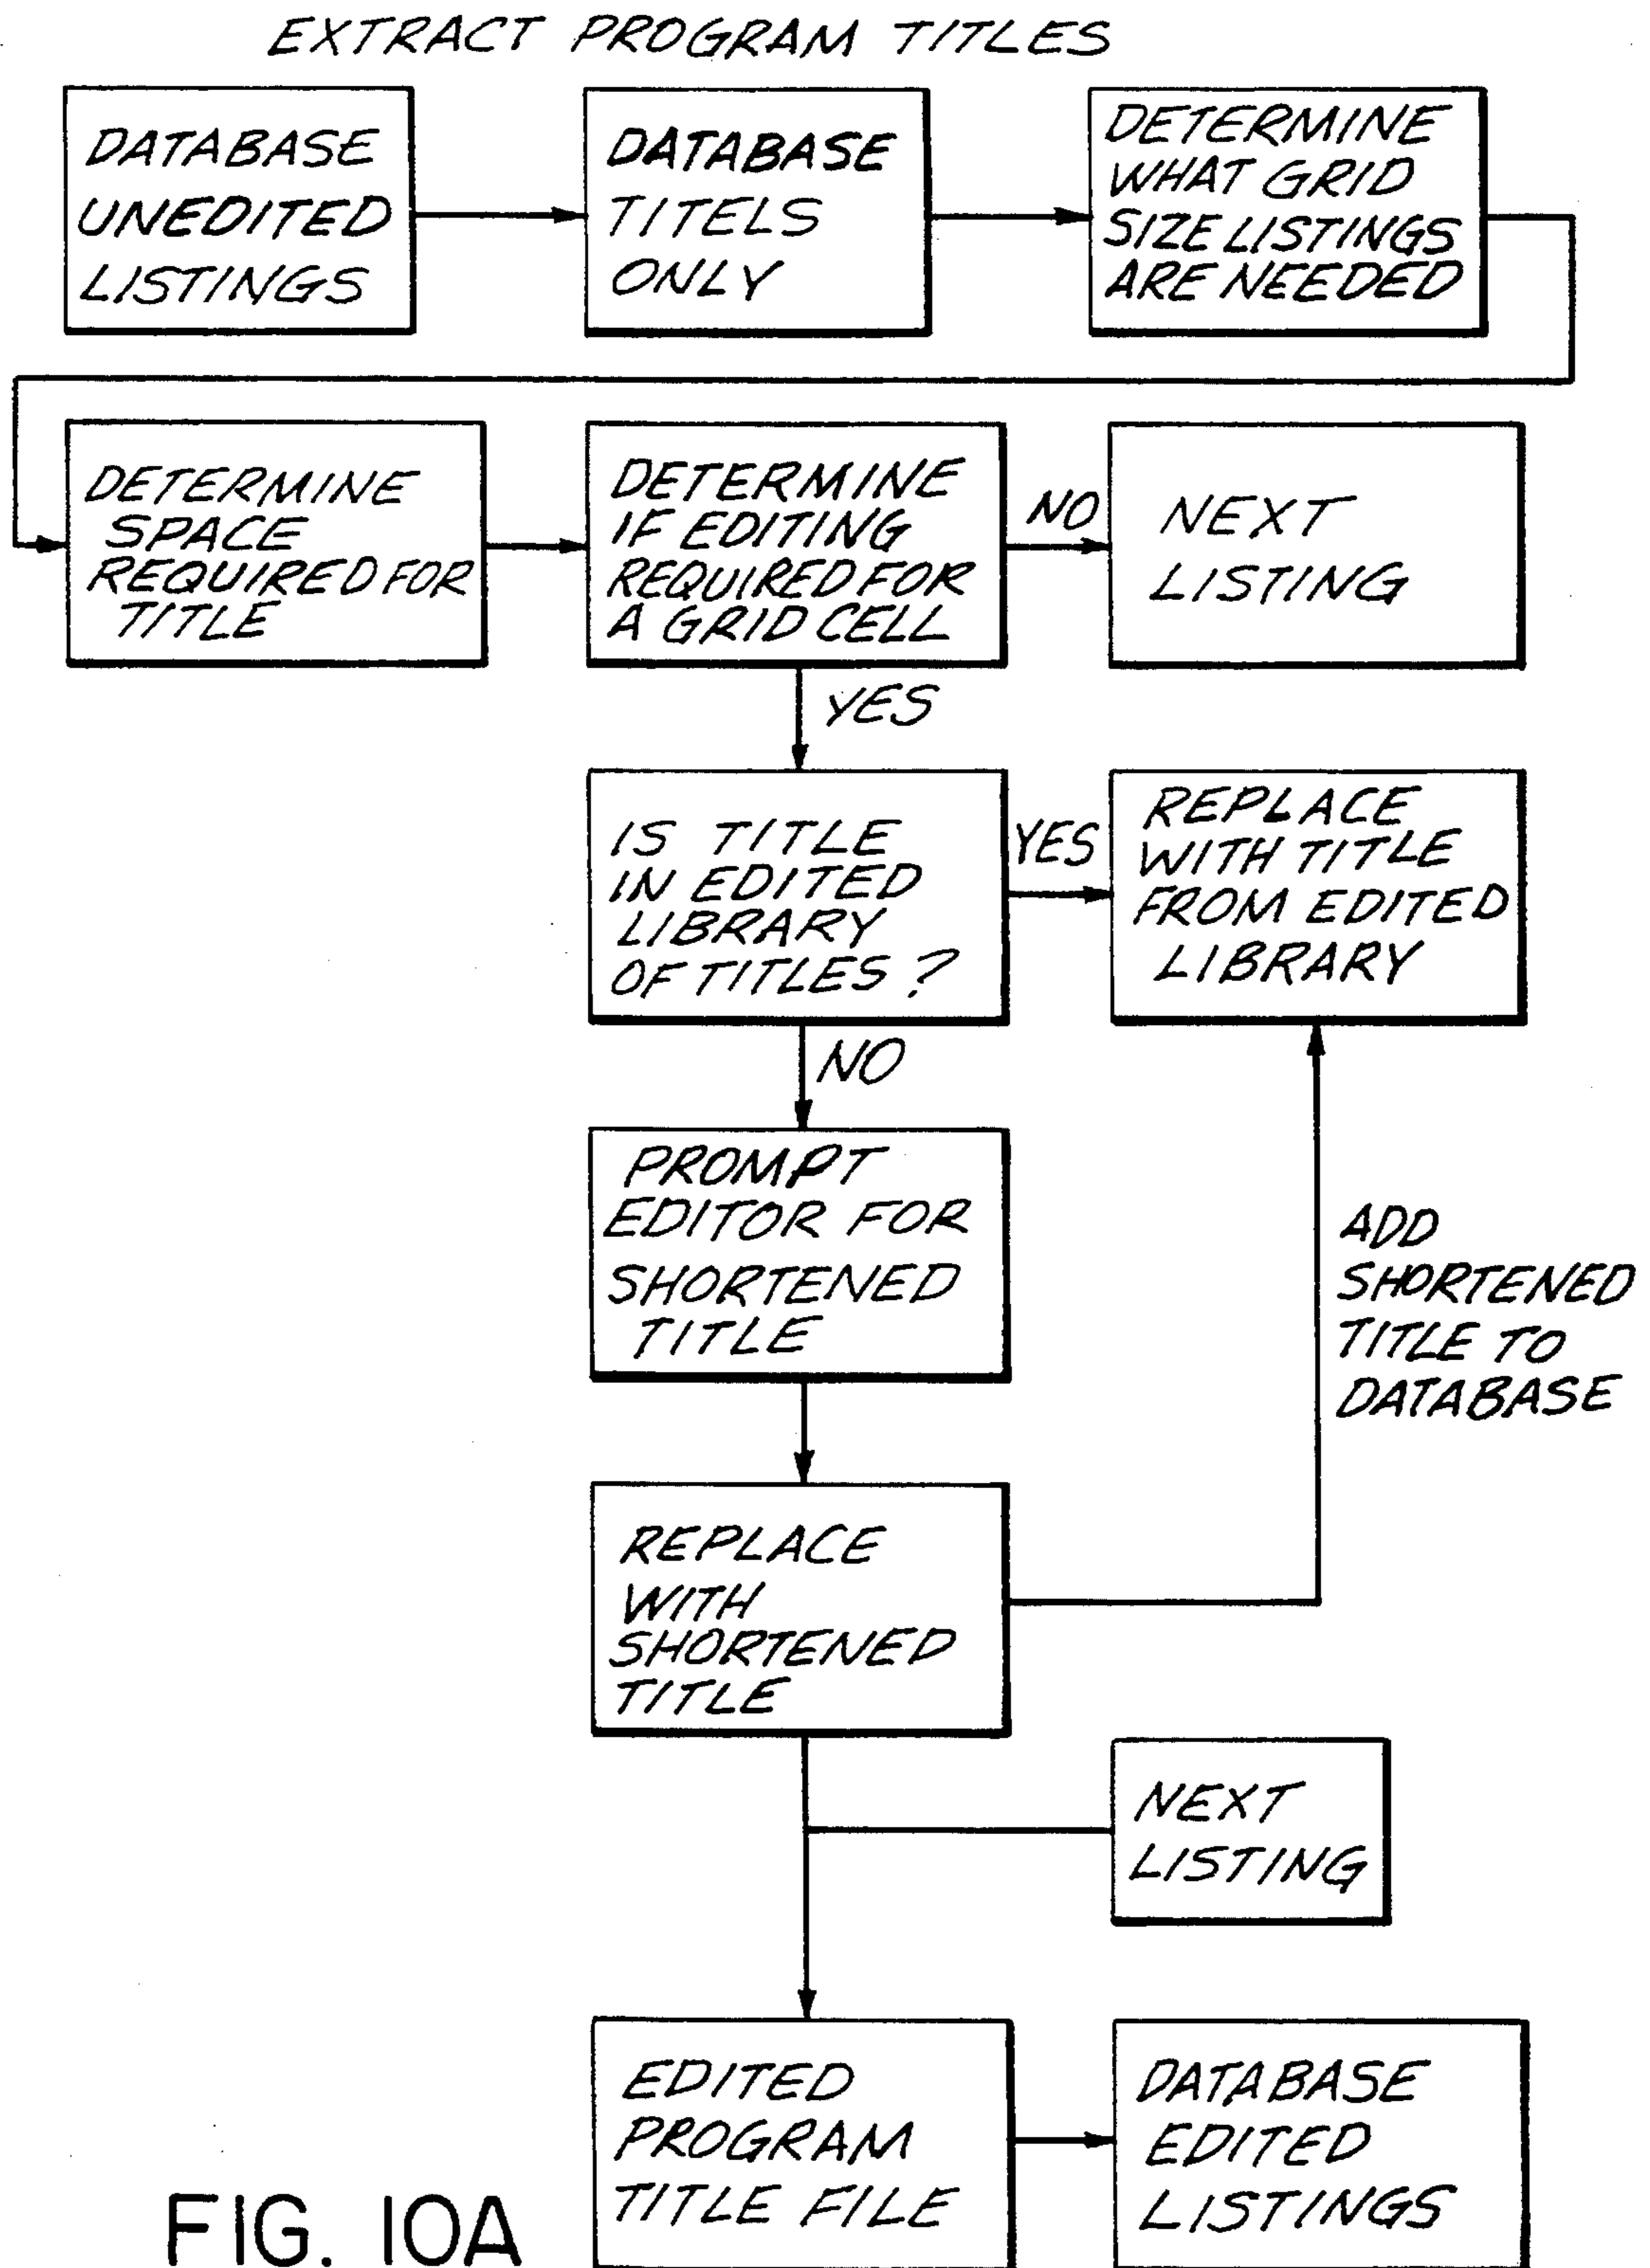 EXTRACT PROGRAM TITLES
DATABASE
UNEDITED
LISTINGS
DATABASE
TITELS
ONLY
DETERMINE
WHAT GRID
SIZE LISTINGS
ARE NEEDED
DETERMINE
SPACE
REQUIRED FOR
TITLE
DETERMINE
IF EDITING
REQUIRED FOR
A GRID CELL
NO
NEXT
LISTING
YES
IS TITLE
IN EDITED
LIBRARY
OF TITLES ?
YES
REPLACE
WITH TITLE
FROM EDITED
LIBRARY
NO
PROMPT
EDITOR FOR
SHORTENED
TITLE
ADD
SHORTENED
TITLE TO
DATABASE
REPLACE
WITH
SHORTENED
TITLE
NEXT
LISTING
EDITED
PROGRAM
TITLE FILE
DATABASE
EDITED
LISTINGS
FIG. 10A